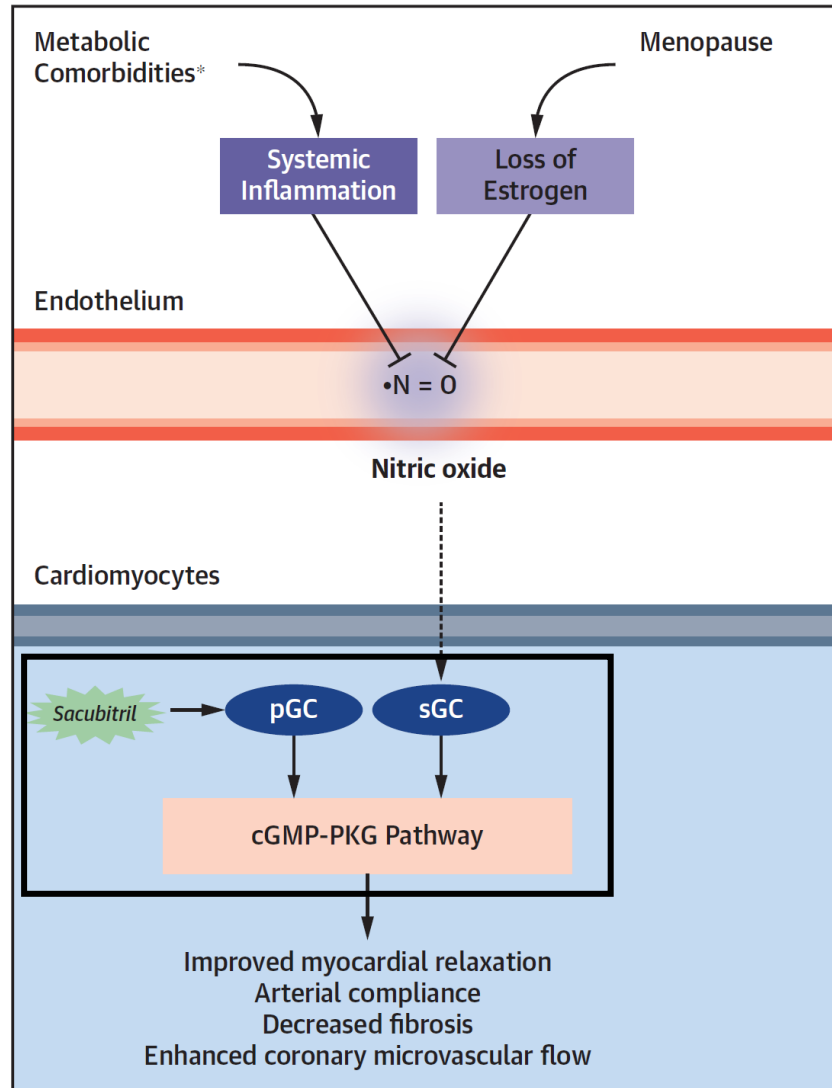 Metabolic
Comorbidities*
Menopause
Systemic
Inflammation
Loss of
Estrogen
Endothelium
•N = O
Nitric oxide
Cardiomyocytes
Sacubitril
pGC
sGC
cGMP-PKG Pathway
Improved myocardial relaxation
Arterial compliance
Decreased fibrosis
Enhanced coronary microvascular flow